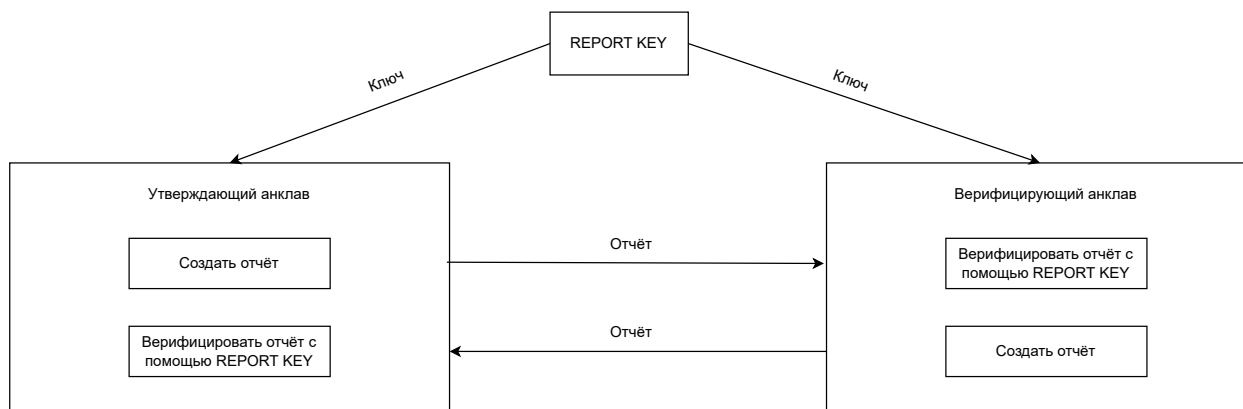 REPORT KEY
Ключ
Ключ
Утверждающий анклав
Верифицирующий анклав
Создать отчёт
Отчёт
Верифицировать отчёт с
помощью REPORT KEY
Верифицировать отчёт с
помощью REPORT KEY
Отчёт
Создать отчёт